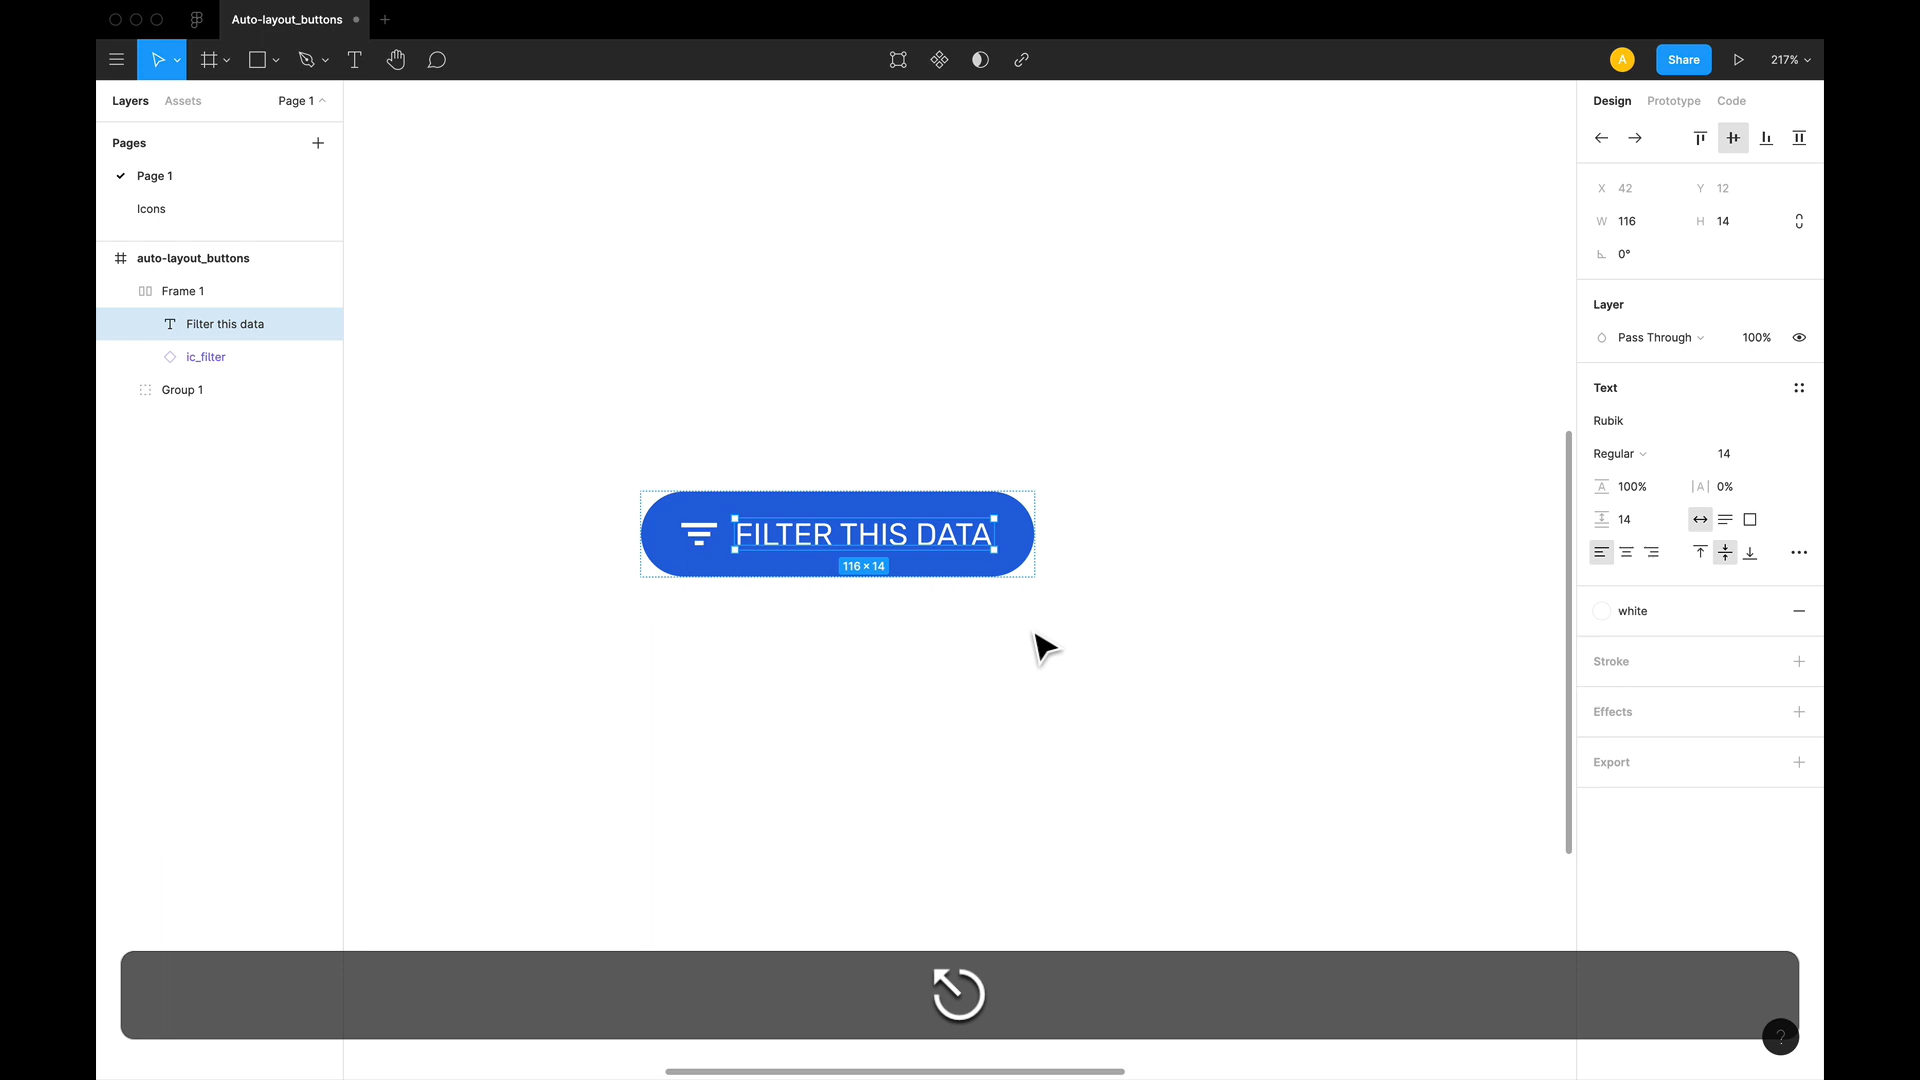 Auto-layout_buttons
A
Share
217%
Layers
Assets
Page 1
Pages
Page 1
Icons
auto-layout_buttons
Frame 1
Filter this data
ic_filter
Group 1
FILTER THIS DATA
116 × 14
Design
Prototype
Code
X 42
Y 12
W 116
H 14
0°
Layer
Pass Through
100%
Text
Rubik
Regular
14
100%
|A| 0%
14
white
Stroke
Effects
Export
?